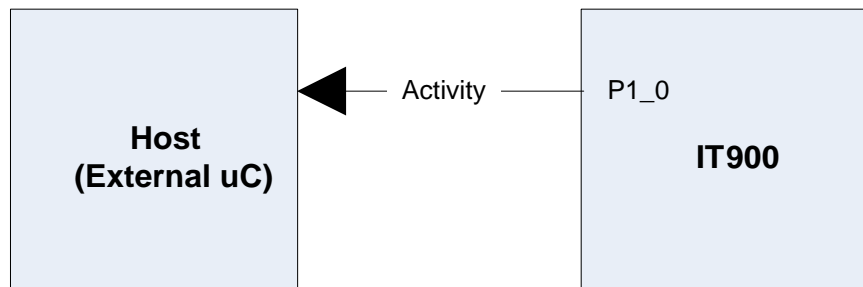 Activity
P1_0
Host
(External uC)
IT900